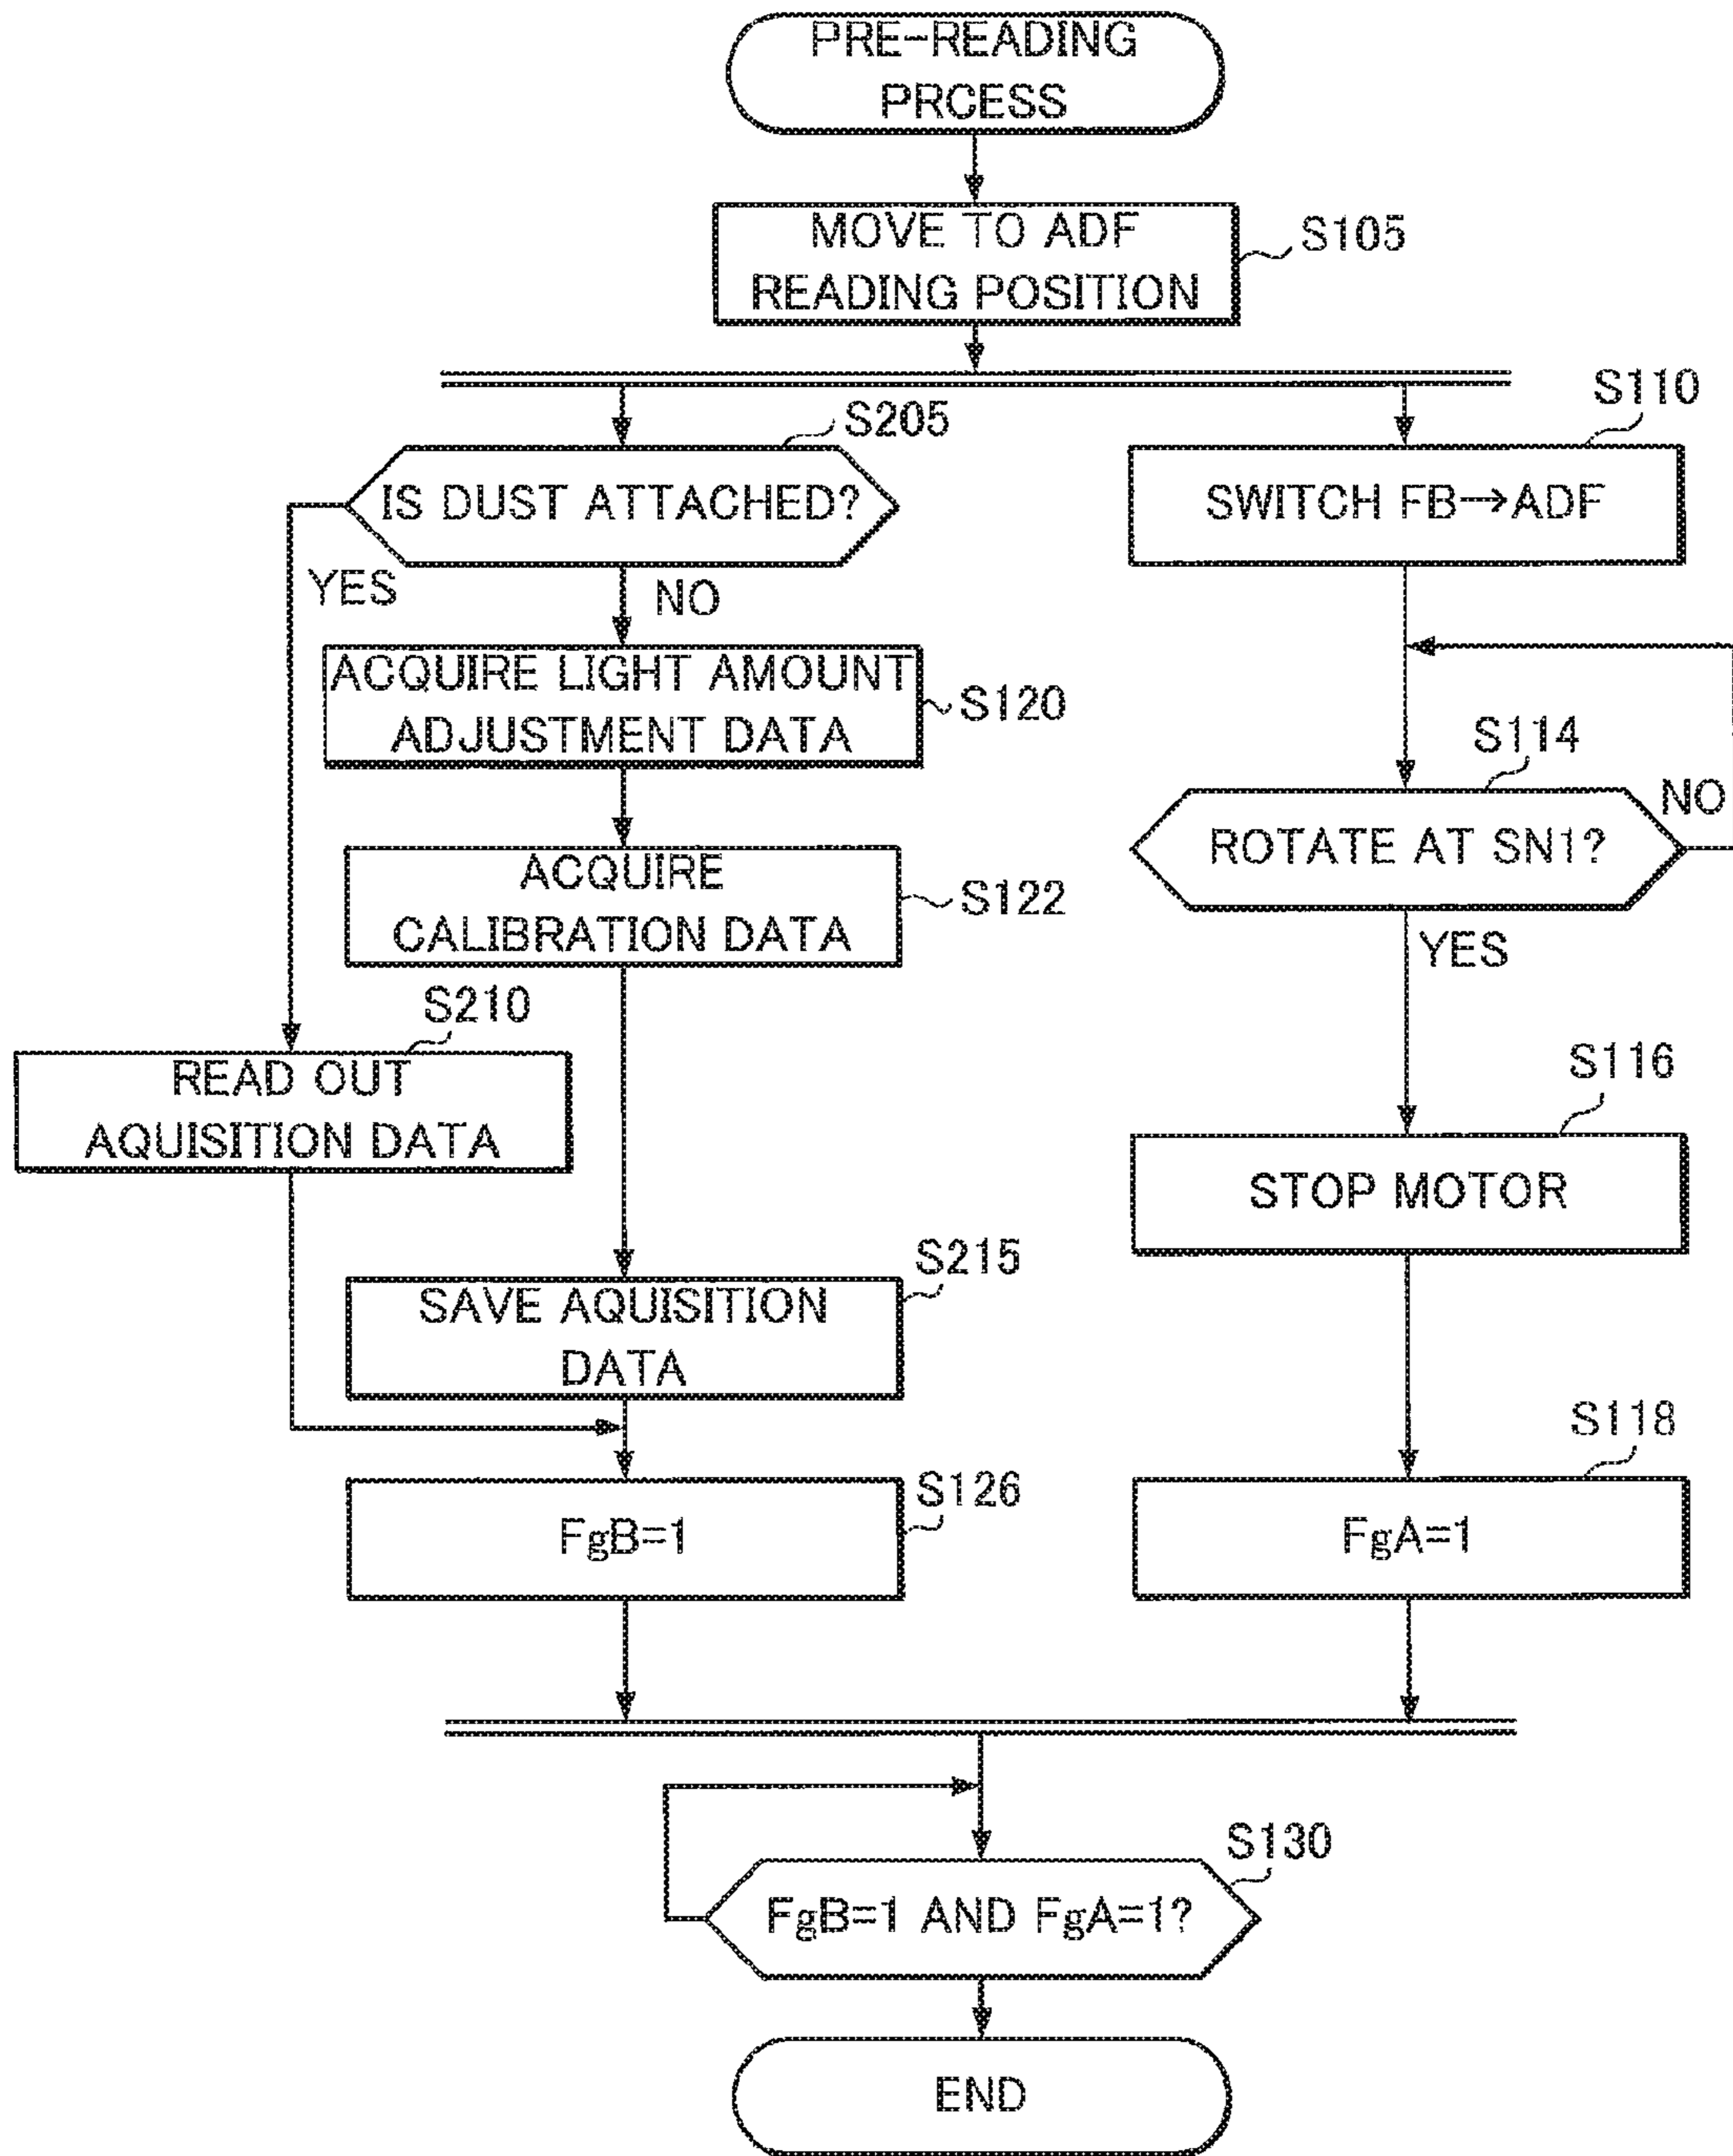 PRE-READING
PRCESS
MOVE TO ADF
READING POSITION
S105
S205
IS DUST ATTACHED?
YES
NO
S110
SWITCH FB→ADF
ACQUIRE LIGHT AMOUNT
ADJUSTMENT DATA
S120
S114
ROTATE AT SN1?
NO
YES
ACQUIRE
CALIBRATION DATA
S122
S210
READ OUT
AQUISITION DATA
S116
STOP MOTOR
S215
SAVE AQUISITION
DATA
S126
FgB=1
S118
FgA=1
S130
FgB=1 AND FgA=1?
END